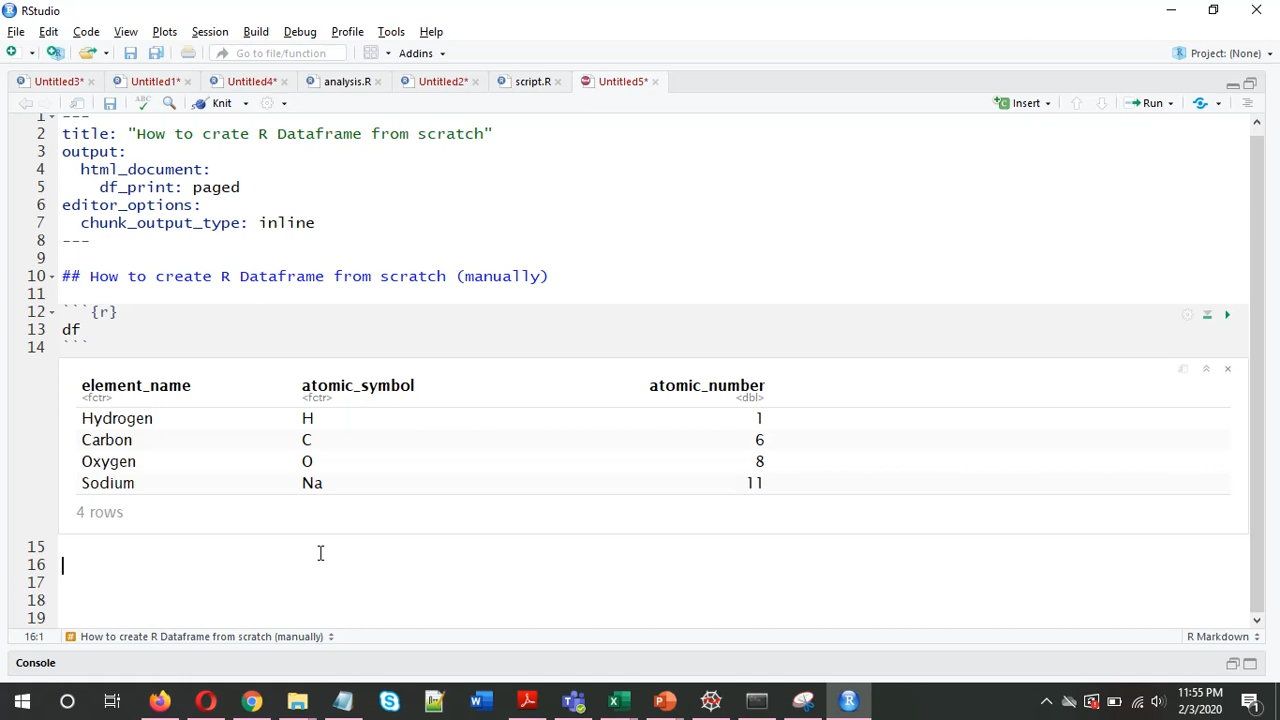 RStudio
File Edit Code View Plots Session Build Debug Profile Tools Help
Go to file/function Addins Project: (None)
Untitled3* Untitled1* Untitled4* analysis.R Untitled2* script.R Untitled5*
ABC Knit Insert Run
1 ---
2 title: "How to crate R Dataframe from scratch"
3 output:
4 html_document:
5 df_print: paged
6 editor_options:
7 chunk_output_type: inline
8 ---
9
10 ## How to create R Dataframe from scratch (manually)
11
12 ```{r}
13 df
14 ```
element_name atomic_symbol atomic_number
<fctr> <fctr> <dbl>
Hydrogen H 1
Carbon C 6
Oxygen O 8
Sodium Na 11
4 rows
15
16
17
18
19
16:1 # How to create R Dataframe from scratch (manually) R Markdown
Console
11:55 PM
2/3/2020